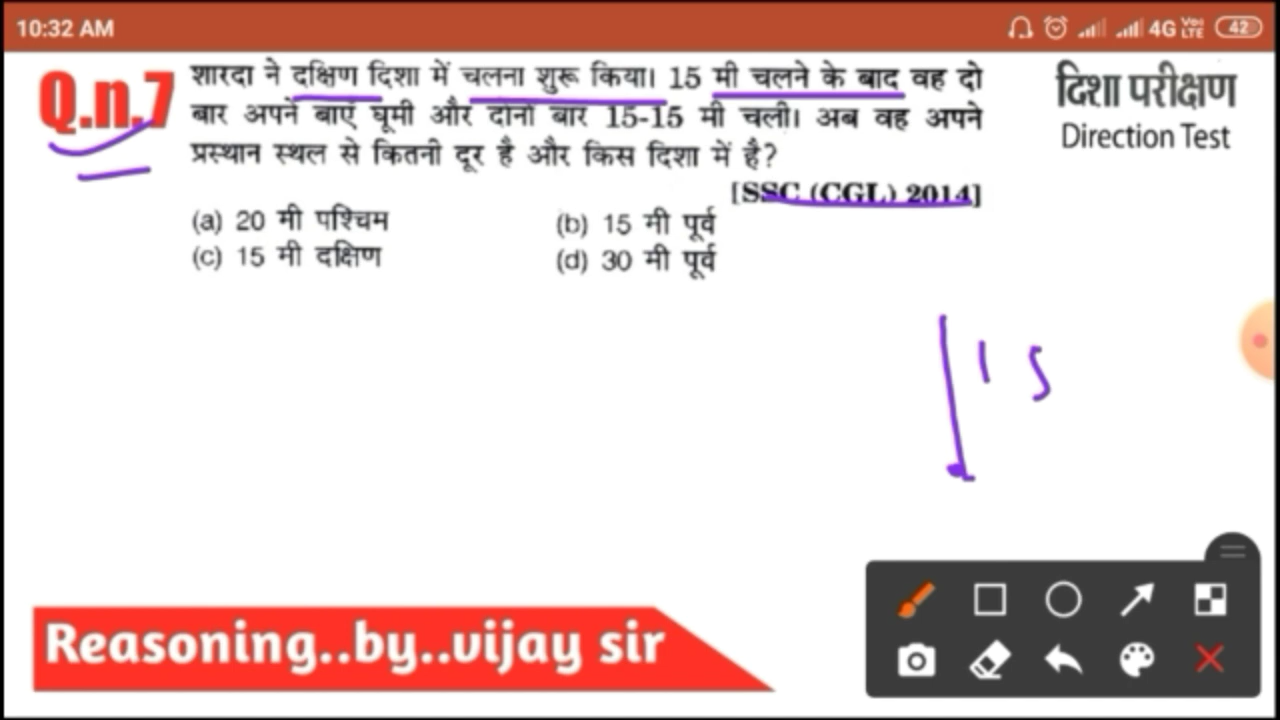 10:32 AM
4G VoLTE 42
Q.n.7
शारदा ने दक्षिण दिशा में चलना शुरू किया। 15 मी चलने के बाद वह दो
बार अपने बाएँ घूमी और दोनों बार 15-15 मी चली। अब वह अपने
प्रस्थान स्थल से कितनी दूर है और किस दिशा में है?
[SSC (CGL) 2014]
(a) 20 मी पश्चिम (b) 15 मी पूर्व
(c) 15 मी दक्षिण (d) 30 मी पूर्व
दिशा परीक्षण
Direction Test
15
Reasoning..by..vijay sir